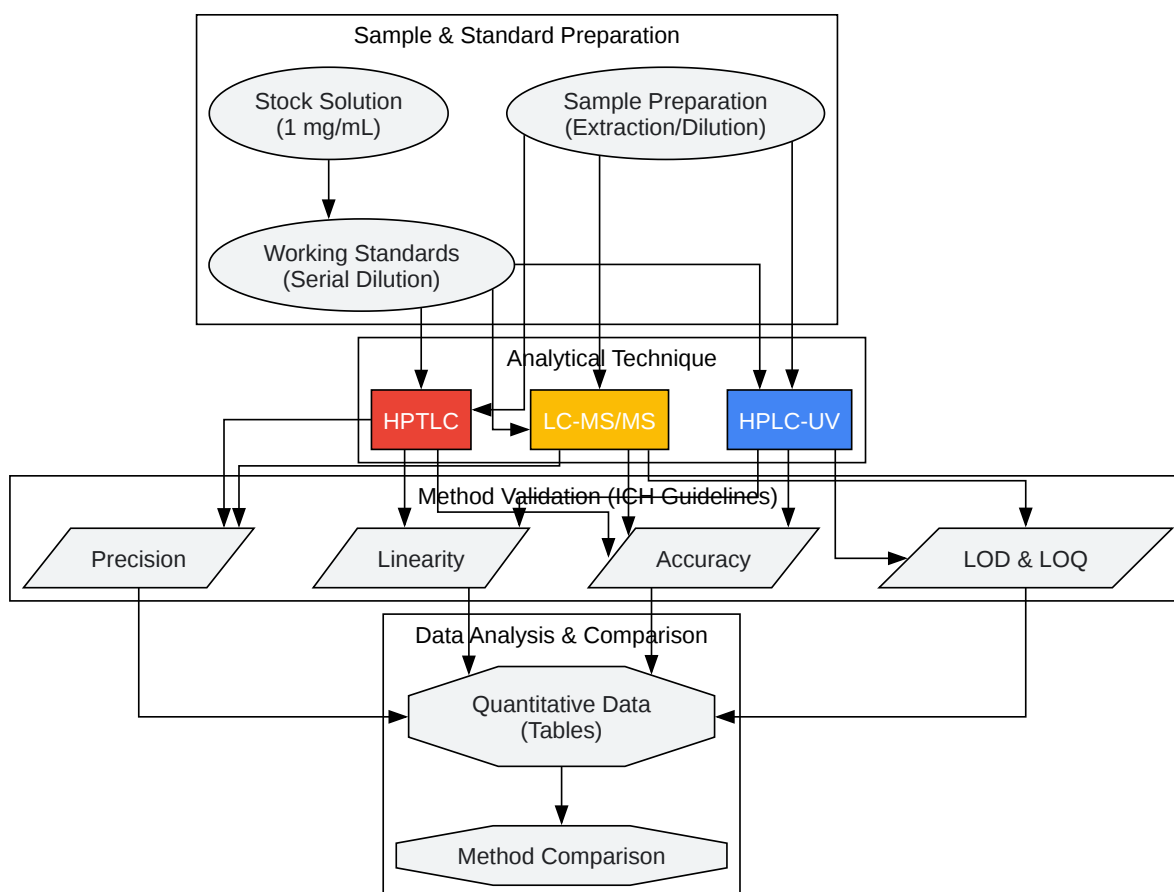 Sample & Standard Preparation
Stock Solution
(1 mg/mL)
Sample Preparation
(Extraction/Dilution)
Working Standards
(Serial Dilution)
Analytical Technique
HPTLC
LC-MS/MS
HPLC-UV
Method Validation (ICH Guidelines)
Precision
Linearity
Accuracy
LOD & LOQ
Data Analysis & Comparison
Quantitative Data
(Tables)
Method Comparison